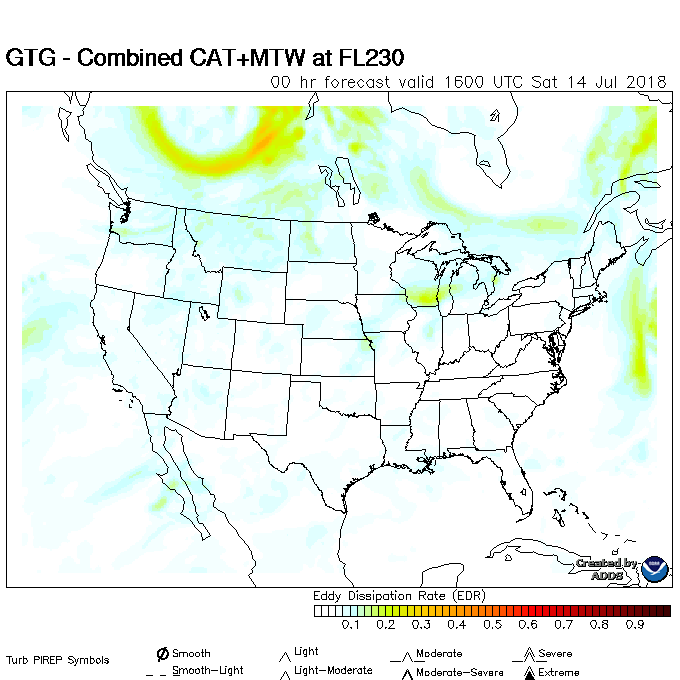 GTG - Combined CAT+MTW at FL230
00 hr forecast valid 1600 UTC Sat 14 Jul 2018
Created by
ADDS
Eddy Dissipation Rate (EDR)
0.1 0.2 0.3 0.4 0.5 0.6 0.7 0.8 0.9
Turb PIREP Symbols
Smooth Light Moderate Severe
Smooth-Light Light-Moderate Moderate-Severe Extreme